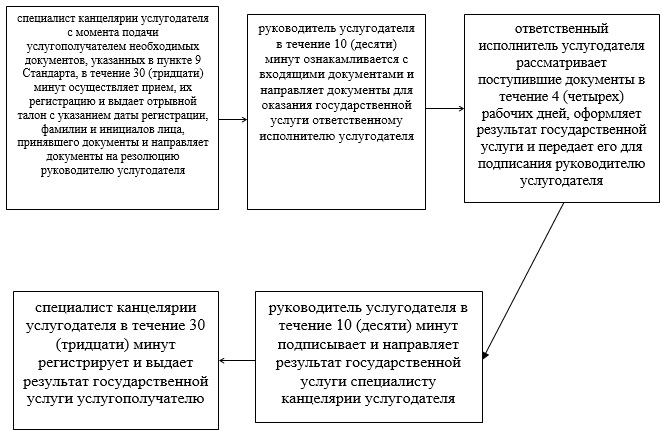 специалист канцелярии услугодателя
с момента подачи
услугополучателем необходимых
документов, указанных в пункте 9
Стандарта, в течение 30 (тридцати)
минут осуществляет прием, их
регистрацию и выдает отрывной
талон с указанием даты регистрации,
фамилии и инициалов лица,
принявшего документы и направляет
документы на резолюцию
руководителю услугодателя
руководитель услугодателя
в течение 10 (десяти)
минут ознакамливается с
входящими документами и
направляет документы для
оказания государственной
услуги ответственному
исполнителю услугодателя
ответственный
исполнитель услугодателя
рассматривает
поступившие документы в
течение 4 (четырех)
рабочих дней, оформляет
результат государственной
услуги и передает его для
подписания руководителю
услугодателя
руководитель услугодателя в
течение 10 (десяти) минут
подписывает и направляет
результат государственной
услуги специалисту
канцелярии услугодателя
специалист канцелярии
услугодателя в течение 30
(тридцати) минут
регистрирует и выдает
результат государственной
услуги услугополучателю